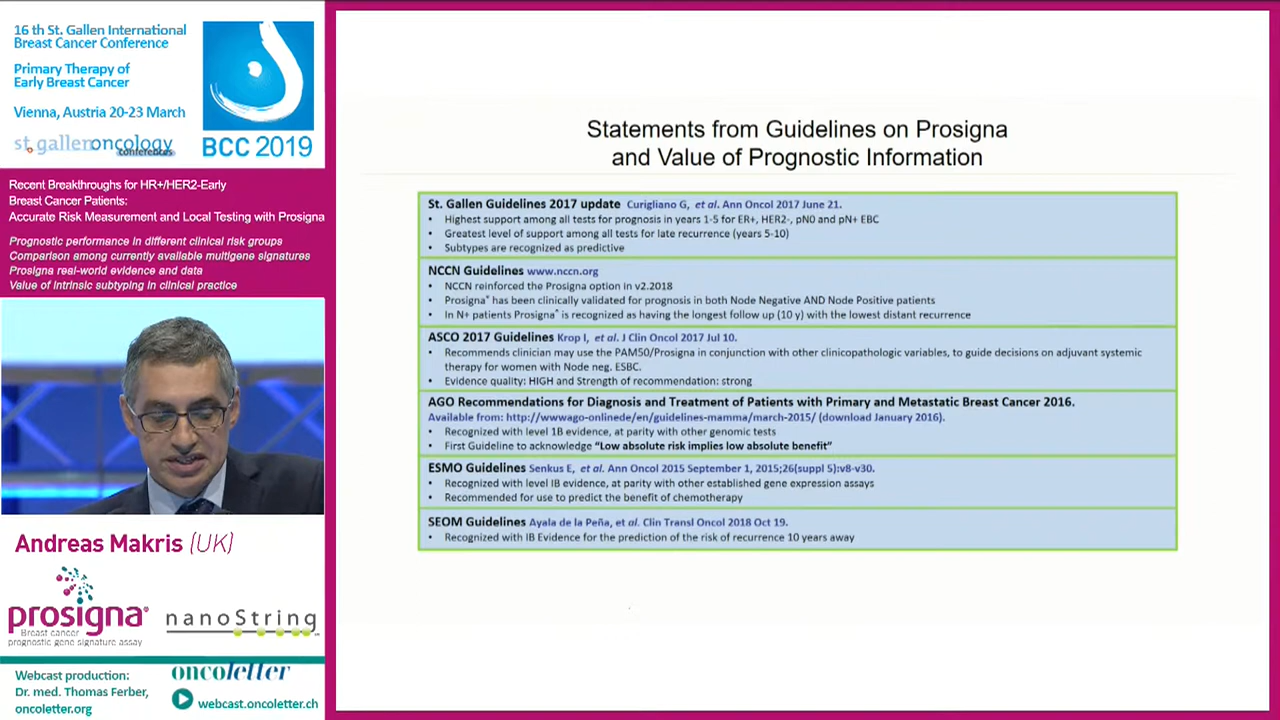 16 th St. Gallen International
Breast Cancer Conference
Primary Therapy of
Early Breast Cancer
Vienna, Austria 20-23 March
st.gallenoncology
conferences
BCC 2019
Recent Breakthroughs for HR+/HER2-Early
Breast Cancer Patients:
Accurate Risk Measurement and Local Testing with Prosigna
Prognostic performance in different clinical risk groups
Comparison among currently available multigene signatures
Prosigna real-world evidence and data
Value of intrinsic subtyping in clinical practice
Andreas Makris (UK)
prosigna®
Breast cancer
prognostic gene signature assay
nanoString
Webcast production:
Dr. med. Thomas Ferber,
oncoletter.org
oncoletter
webcast.oncoletter.ch
Statements from Guidelines on Prosigna
and Value of Prognostic Information
St. Gallen Guidelines 2017 update Curigliano G, et al. Ann Oncol 2017 June 21.
• Highest support among all tests for prognosis in years 1-5 for ER+, HER2-, pN0 and pN+ EBC
• Greatest level of support among all tests for late recurrence (years 5-10)
• Subtypes are recognized as predictive
NCCN Guidelines www.nccn.org
• NCCN reinforced the Prosigna option in v2.2018
• Prosigna® has been clinically validated for prognosis in both Node Negative AND Node Positive patients
• In N+ patients Prosigna® is recognized as having the longest follow up (10 y) with the lowest distant recurrence
ASCO 2017 Guidelines Krop I, et al. J Clin Oncol 2017 Jul 10.
• Recommends clinician may use the PAM50/Prosigna in conjunction with other clinicopathologic variables, to guide decisions on adjuvant systemic
therapy for women with Node neg. ESBC.
• Evidence quality: HIGH and Strength of recommendation: strong
AGO Recommendations for Diagnosis and Treatment of Patients with Primary and Metastatic Breast Cancer 2016.
Available from: http://wwwago-onlinede/en/guidelines-mamma/march-2015/ (download January 2016).
• Recognized with level 1B evidence, at parity with other genomic tests
• First Guideline to acknowledge “Low absolute risk implies low absolute benefit”
ESMO Guidelines Senkus E, et al. Ann Oncol 2015 September 1, 2015;26(suppl 5):v8-v30.
• Recognized with level IB evidence, at parity with other established gene expression assays
• Recommended for use to predict the benefit of chemotherapy
SEOM Guidelines Ayala de la Peña, et al. Clin Transl Oncol 2018 Oct 19.
• Recognized with IB Evidence for the prediction of the risk of recurrence 10 years away